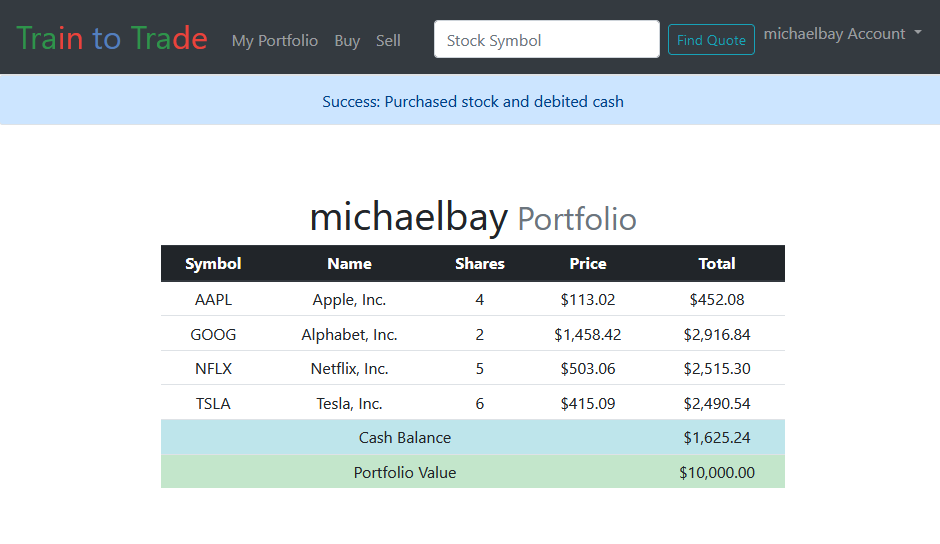 Train to Trade My Portfolio Buy Sell Stock Symbol Find Quote michaelbay Account
Success: Purchased stock and debited cash
michaelbay Portfolio
Symbol Name Shares Price Total
AAPL Apple, Inc. 4 $113.02 $452.08
GOOG Alphabet, Inc. 2 $1,458.42 $2,916.84
NFLX Netflix, Inc. 5 $503.06 $2,515.30
TSLA Tesla, Inc. 6 $415.09 $2,490.54
Cash Balance $1,625.24
Portfolio Value $10,000.00